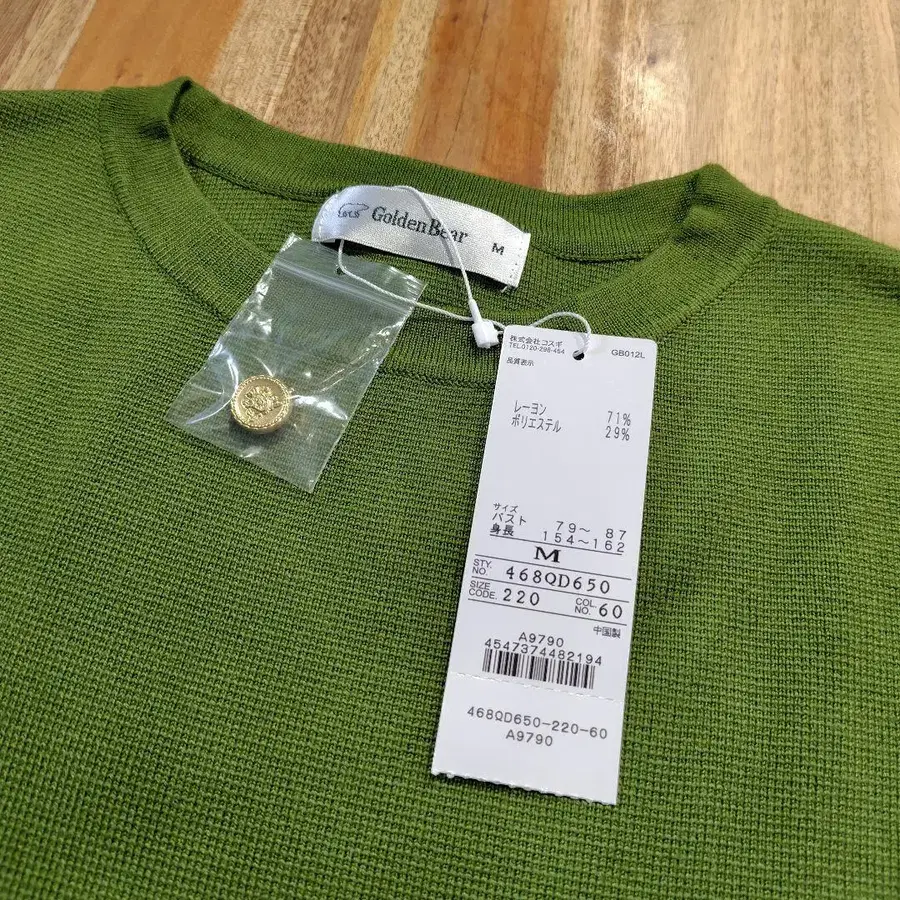 GoldenBear
M
株式会社コスギ
GB012L
TEL.0120-298-454
品質表示
レーヨン 71%
ポリエステル 29%
サイズ
バスト 79〜 87
身長 154〜162
M
STY. NO. 468QD650
SIZE CODE. 220 COL. NO. 60
中国製
A9790
4547374482194
468QD650-220-60
A9790